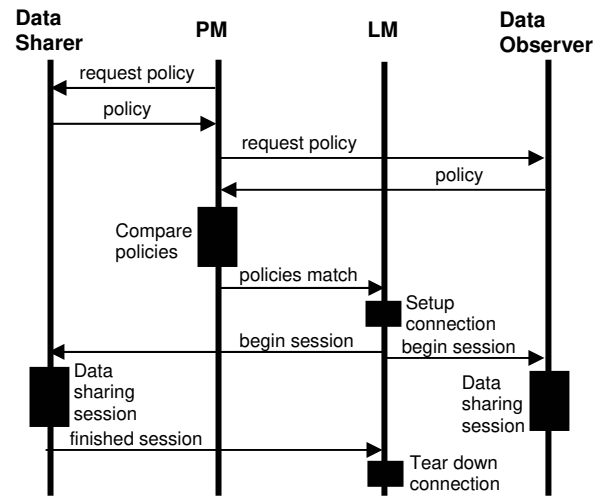 Data
Sharer
PM
LM
Data
Observer
request policy
policy
request policy
policy
Compare
policies
policies match
Setup
connection
begin session
begin session
Data
sharing
session
Data
sharing
session
finished session
Tear down
connection